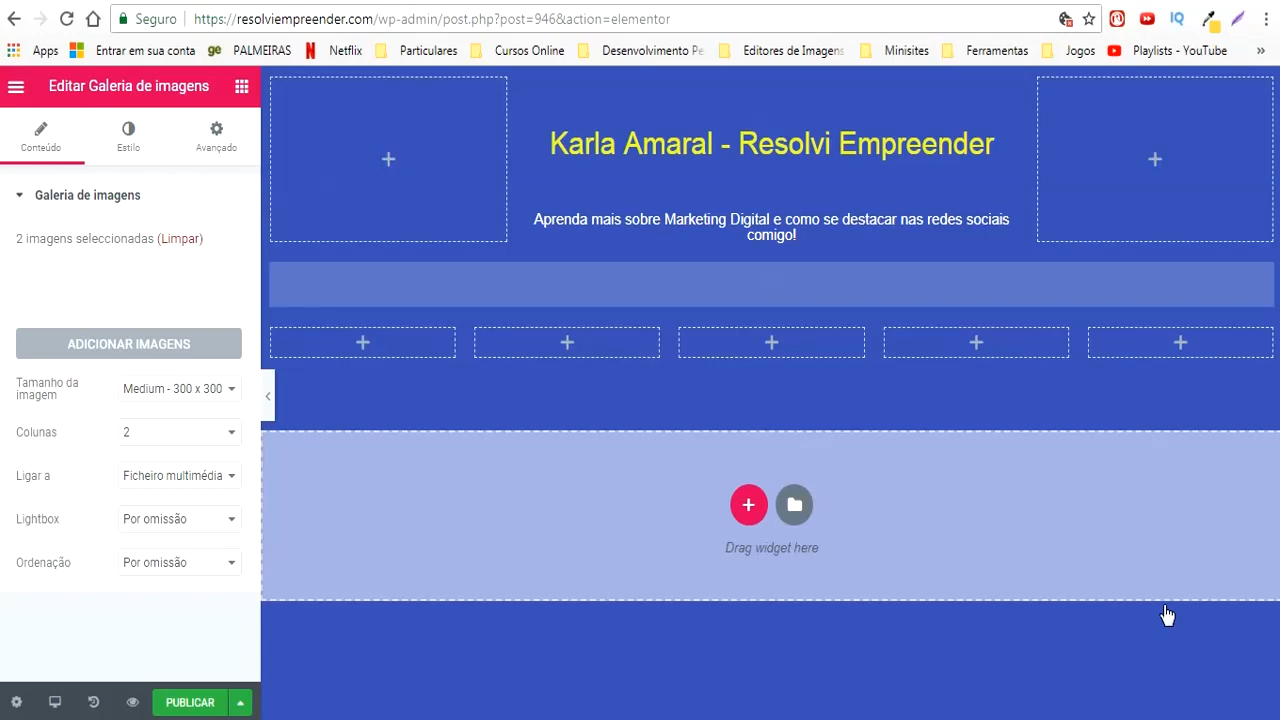 Seguro
https://resolviempreender.com/wp-admin/post.php?post=946&action=elementor
Apps
Entrar em sua conta
ge PALMEIRAS
N Netflix
Particulares
Cursos Online
Desenvolvimento Pe
Editores de Imagens
Minisites
Ferramentas
Jogos
Playlists - YouTube
»
IQ
Editar Galeria de imagens
Conteúdo
Estilo
Avançado
Galeria de imagens
2 imagens seleccionadas (Limpar)
ADICIONAR IMAGENS
Tamanho da
imagem
Medium - 300 x 300
Colunas
2
Ligar a
Ficheiro multimédia
Lightbox
Por omissão
Ordenação
Por omissão
PUBLICAR
Karla Amaral - Resolvi Empreender
Aprenda mais sobre Marketing Digital e como se destacar nas redes sociais
comigo!
Drag widget here